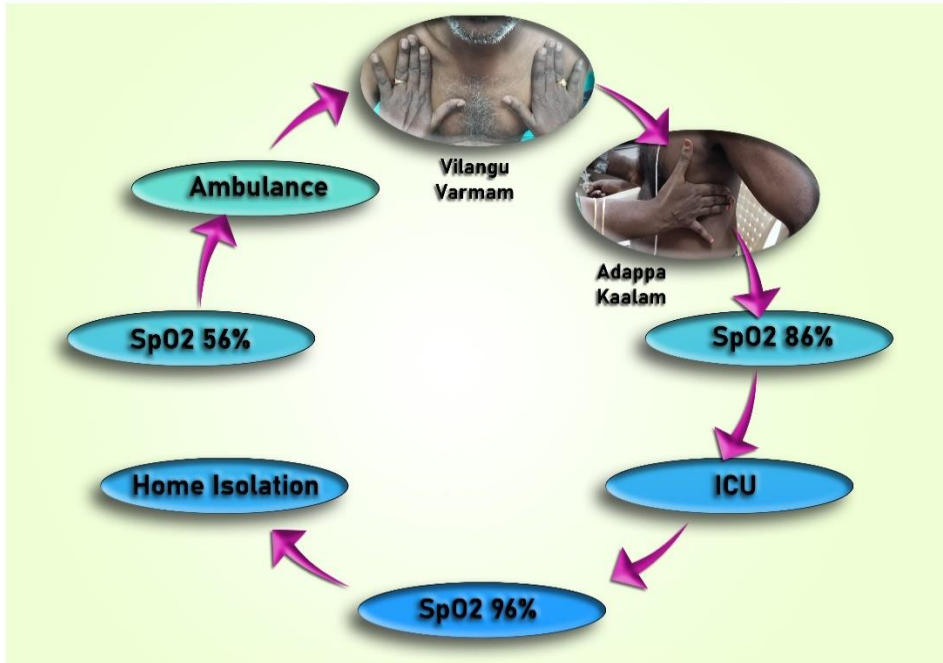 SpO2 56%
Ambulance
Vilangu
Varmam
Adappa
Kaalam
SpO2 86%
ICU
SpO2 96%
Home Isolation